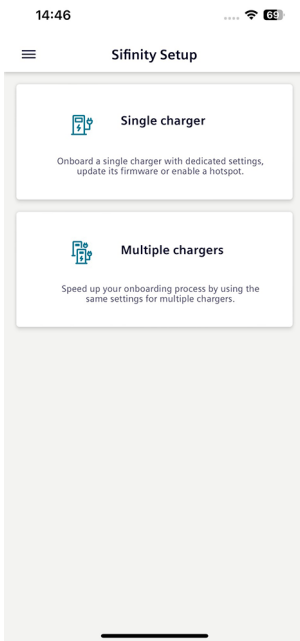 14:46
69
Sifinity Setup
Single charger
Onboard a single charger with dedicated settings,
update its firmware or enable a hotspot.
Multiple chargers
Speed up your onboarding process by using the
same settings for multiple chargers.